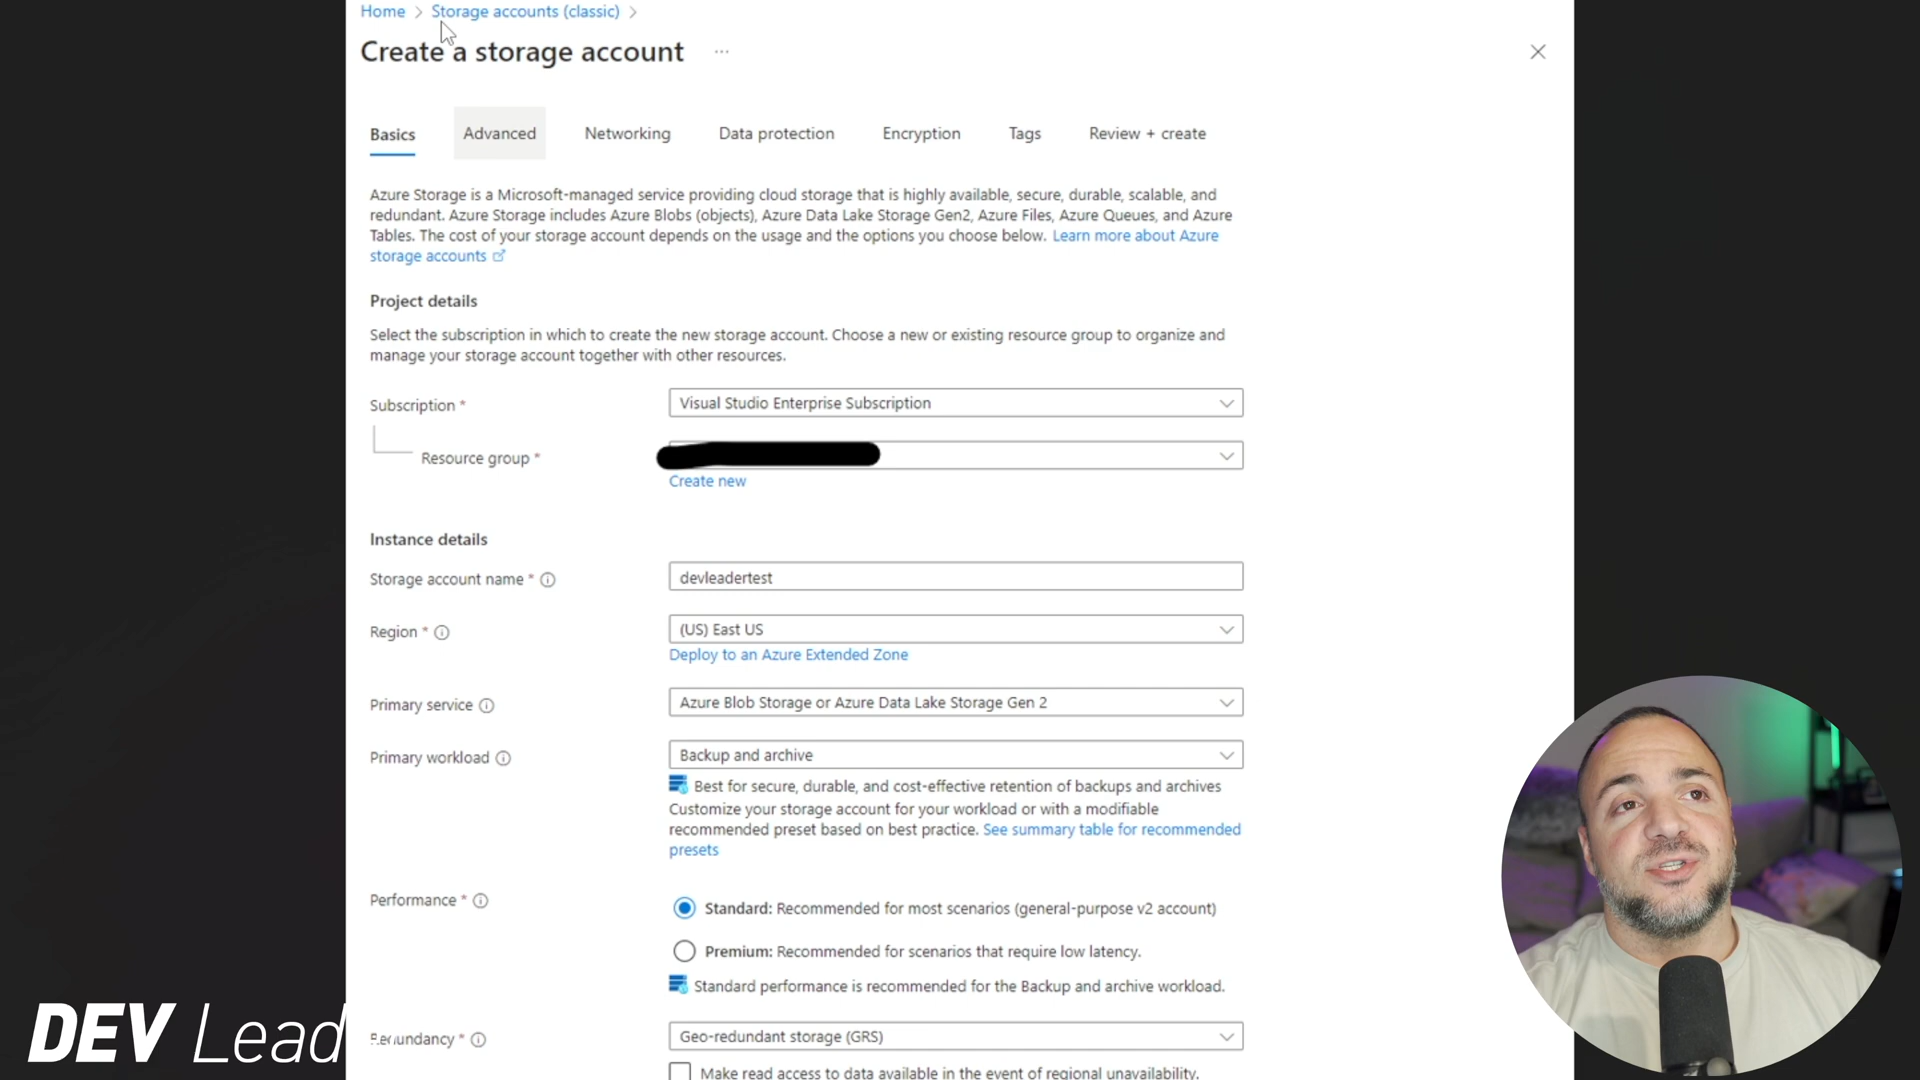 Home > Storage accounts (classic) >
Create a storage account ...
Basics Advanced Networking Data protection Encryption Tags Review + create
Azure Storage is a Microsoft-managed service providing cloud storage that is highly available, secure, durable, scalable, and
redundant. Azure Storage includes Azure Blobs (objects), Azure Data Lake Storage Gen2, Azure Files, Azure Queues, and Azure
Tables. The cost of your storage account depends on the usage and the options you choose below. Learn more about Azure
storage accounts
Project details
Select the subscription in which to create the new storage account. Choose a new or existing resource group to organize and
manage your storage account together with other resources.
Subscription * Visual Studio Enterprise Subscription
Resource group *
Create new
Instance details
Storage account name * devleadertest
Region * (US) East US
Deploy to an Azure Extended Zone
Primary service Azure Blob Storage or Azure Data Lake Storage Gen 2
Primary workload Backup and archive
Best for secure, durable, and cost-effective retention of backups and archives
Customize your storage account for your workload or with a modifiable
recommended preset based on best practice. See summary table for recommended
presets
Performance * Standard: Recommended for most scenarios (general-purpose v2 account)
Premium: Recommended for scenarios that require low latency.
Standard performance is recommended for the Backup and archive workload.
Redundancy * Geo-redundant storage (GRS)
Make read access to data available in the event of regional unavailability.
DEV Lead